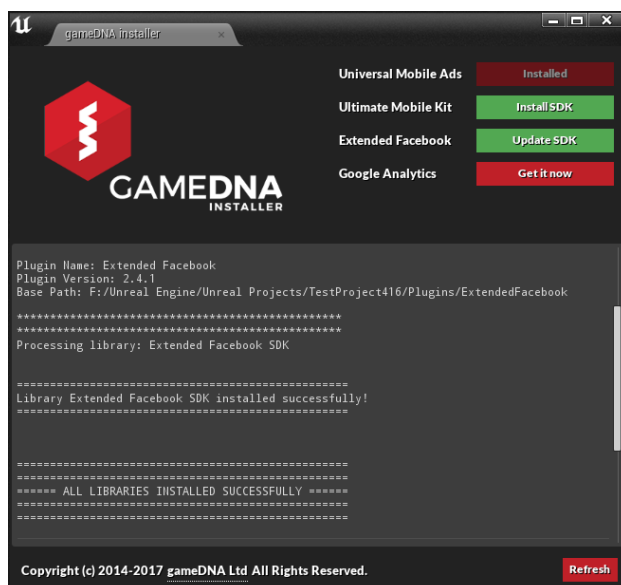 gameDNA installer
Universal Mobile Ads Installed
Ultimate Mobile Kit Install SDK
Extended Facebook Update SDK
Google Analytics Get it now
GAMEDNA
INSTALLER
Plugin Name: Extended Facebook
Plugin Version: 2.4.1
Base Path: F:/Unreal Engine/Unreal Projects/TestProject416/Plugins/ExtendedFacebook
*************************************************
*************************************************
Processing library: Extended Facebook SDK
==================================================
Library Extended Facebook SDK installed successfully!
==================================================
==================================================
==================================================
====== ALL LIBRARIES INSTALLED SUCCESSFULLY ======
==================================================
==================================================
Copyright (c) 2014-2017 gameDNA Ltd All Rights Reserved. Refresh